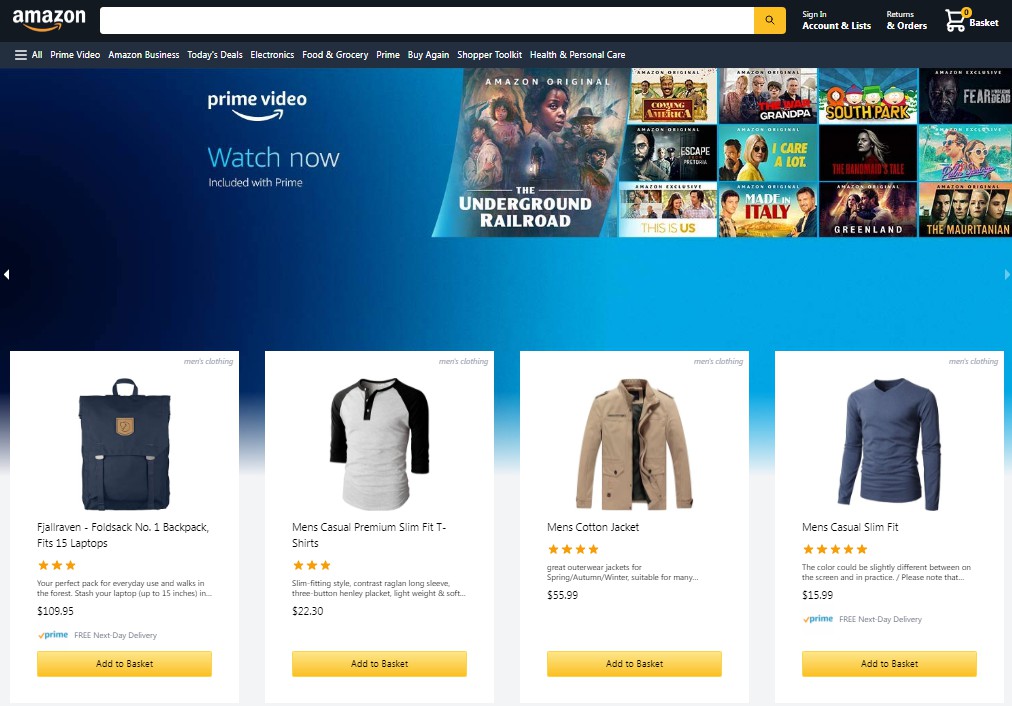 amazon
Sign In
Account & Lists
Returns
& Orders
0
Basket
All Prime Video Amazon Business Today's Deals Electronics Food & Grocery Prime Buy Again Shopper Toolkit Health & Personal Care
prime video
Watch now
Included with Prime
AMAZON ORIGINAL
THE
UNDERGROUND
RAILROAD
AMAZON ORIGINAL
COMING
AMERICA
AMAZON ORIGINAL
THE WAR
GRANDPA
SOUTH PARK
AMAZON EXCLUSIVE
FEAR THE WALKING DEAD
AMAZON ORIGINAL
ESCAPE
PRETORIA
AMAZON ORIGINAL
I CARE
A LOT.
THE HANDMAID'S TALE
AMAZON EXCLUSIVE
Palm Springs
AMAZON EXCLUSIVE
THIS IS US
AMAZON ORIGINAL
MADE IN
ITALY
AMAZON ORIGINAL
GREENLAND
AMAZON ORIGINAL
THE MAURITANIAN
men's clothing
Fjallraven - Foldsack No. 1 Backpack,
Fits 15 Laptops
Your perfect pack for everyday use and walks in
the forest. Stash your laptop (up to 15 inches) in...
$109.95
prime FREE Next-Day Delivery
Add to Basket
men's clothing
Mens Casual Premium Slim Fit T-
Shirts
Slim-fitting style, contrast raglan long sleeve,
three-button henley placket, light weight & soft...
$22.30
Add to Basket
men's clothing
Mens Cotton Jacket
great outerwear jackets for
Spring/Autumn/Winter, suitable for many...
$55.99
Add to Basket
men's clothing
Mens Casual Slim Fit
The color could be slightly different between on
the screen and in practice. / Please note that...
$15.99
prime FREE Next-Day Delivery
Add to Basket